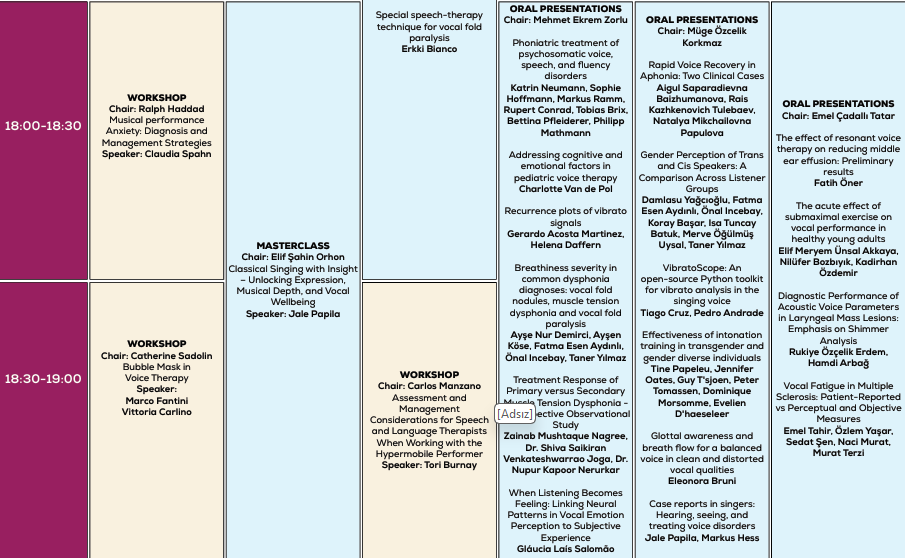 18:00-18:30
18:30-19:00
WORKSHOP
Chair: Ralph Haddad
Musical performance
Anxiety: Diagnosis and
Management Strategies
Speaker: Claudia Spahn
WORKSHOP
Chair: Catherine Sadolin
Bubble Mask in
Voice Therapy
Speaker:
Marco Fantini
Vittoria Carlino
MASTERCLASS
Chair: Elif Şahin Orhon
Classical Singing with Insight
– Unlocking Expression,
Musical Depth, and Vocal
Wellbeing
Speaker: Jale Papila
Special speech-therapy
technique for vocal fold
paralysis
Erkki Bianco
WORKSHOP
Chair: Carlos Manzano
Assessment and
Management
Considerations for Speech
and Language Therapists
When Working with the
Hypermobile Performer
Speaker: Tori Burnay
ORAL PRESENTATIONS
Chair: Mehmet Ekrem Zorlu
Phoniatric treatment of
psychosomatic voice,
speech, and fluency
disorders
Katrin Neumann, Sophie
Hoffmann, Markus Ramm,
Rupert Conrad, Tobias Brix,
Bettina Pfleiderer, Philipp
Mathmann
Addressing cognitive and
emotional factors in
pediatric voice therapy
Charlotte Van de Pol
Recurrence plots of vibrato
signals
Gerardo Acosta Martinez,
Helena Daffern
Breathiness severity in
common dysphonia
diagnoses: vocal fold
nodules, muscle tension
dysphonia and vocal fold
paralysis
Ayşe Nur Demirci, Ayşen
Köse, Fatma Esen Aydınlı,
Önal Incebay, Taner Yılmaz
Treatment Response of
Primary versus Secondary
Tension Dysphonia -
[Adsız]
Observational
Study
Zainab Mushtaque Nagree,
Dr. Shiva Saikiran
Venkateshwarrao Joga, Dr.
Nupur Kapoor Nerurkar
When Listening Becomes
Feeling: Linking Neural
Patterns in Vocal Emotion
Perception to Subjective
Experience
Gláucia Laís Salomão
ORAL PRESENTATIONS
Chair: Müge Özcelik
Korkmaz
Rapid Voice Recovery in
Aphonia: Two Clinical Cases
Aigul Saparadievna
Baizhumanova, Rais
Kazhkenovich Tulebaev,
Natalya Mikchailovna
Papulova
Gender Perception of Trans
and Cis Speakers: A
Comparison Across Listener
Groups
Damlasu Yağcıoğlu, Fatma
Esen Aydınlı, Önal Incebay,
Koray Başar, Isa Tuncay
Batuk, Merve Öğülmüş
Uysal, Taner Yılmaz
VibratoScope: An
open-source Python toolkit
for vibrato analysis in the
singing voice
Tiago Cruz, Pedro Andrade
Effectiveness of intonation
training in transgender and
gender diverse individuals
Tine Papeleu, Jennifer
Oates, Guy T'sjoen, Peter
Tomassen, Dominique
Morsomme, Evelien
D'haeseleer
Glottal awareness and
breath flow for a balanced
voice in clean and distorted
vocal qualities
Eleonora Bruni
Case reports in singers:
Hearing, seeing, and
treating voice disorders
Jale Papila, Markus Hess
ORAL PRESENTATIONS
Chair: Emel Çadallı Tatar
The effect of resonant voice
therapy on reducing middle
ear effusion: Preliminary
results
Fatih Öner
The acute effect of
submaximal exercise on
vocal performance in
healthy young adults
Elif Meryem Ünsal Akkaya,
Nilüfer Bozbıyık, Kadirhan
Özdemir
Diagnostic Performance of
Acoustic Voice Parameters
in Laryngeal Mass Lesions:
Emphasis on Shimmer
Analysis
Rukiye Özçelik Erdem,
Hamdi Arbağ
Vocal Fatigue in Multiple
Sclerosis: Patient-Reported
vs Perceptual and Objective
Measures
Emel Tahir, Özlem Yaşar,
Sedat Şen, Naci Murat,
Murat Terzi